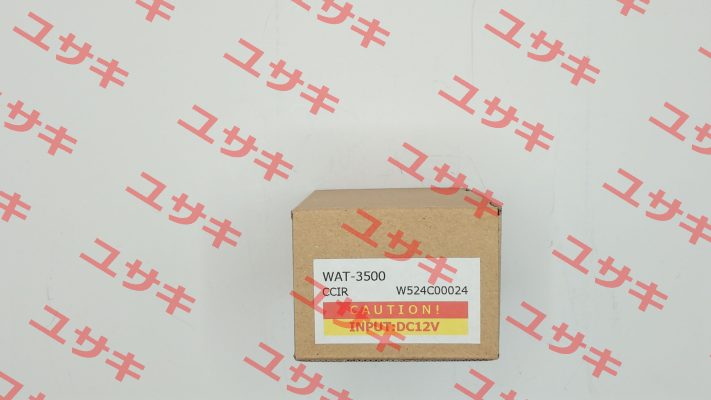 WAT-3500
CCIR W524C00024
CAUTION!
INPUT:DC12V
ユサキ